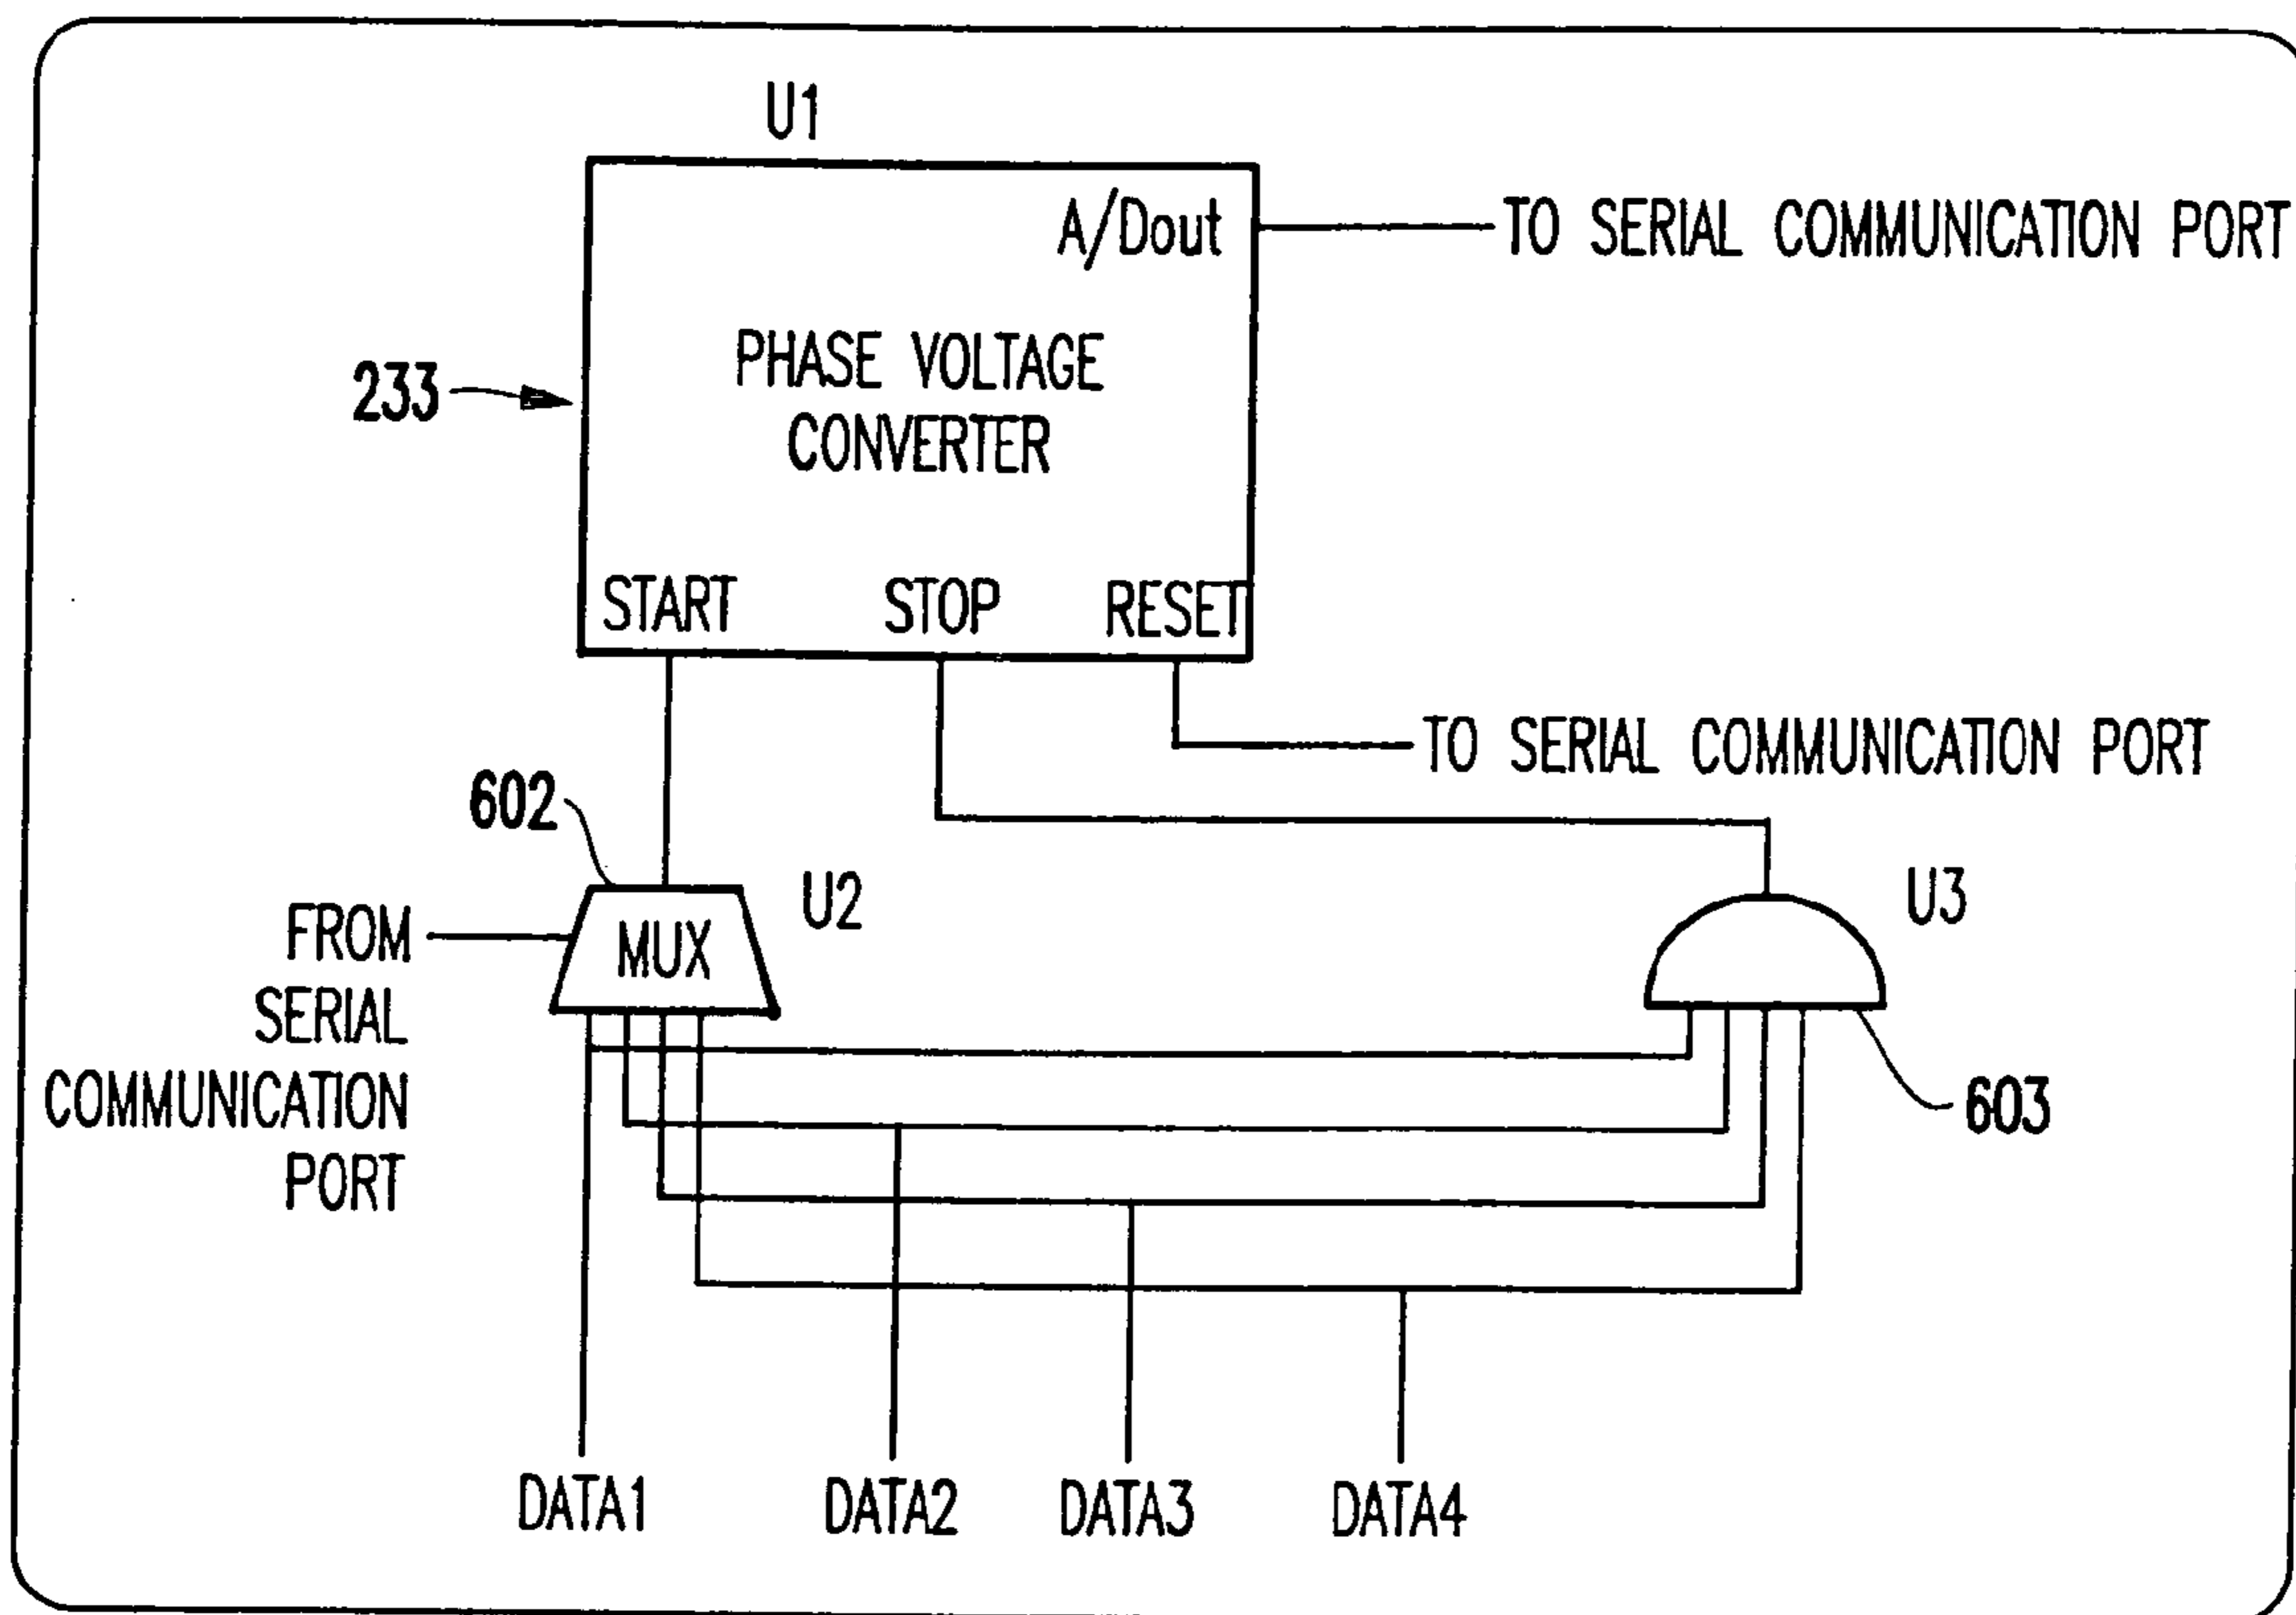 U1
A/Dout
TO SERIAL COMMUNICATION PORT
233
PHASE VOLTAGE
CONVERTER
START
STOP
RESET
TO SERIAL COMMUNICATION PORT
602
U2
U3
MUX
FROM
SERIAL
COMMUNICATION
PORT
603
DATA1
DATA2
DATA3
DATA4